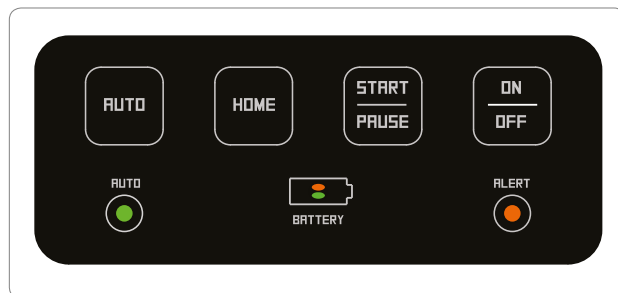 AUTO
HOME
START
PAUSE
ON
OFF
AUTO
BATTERY
ALERT